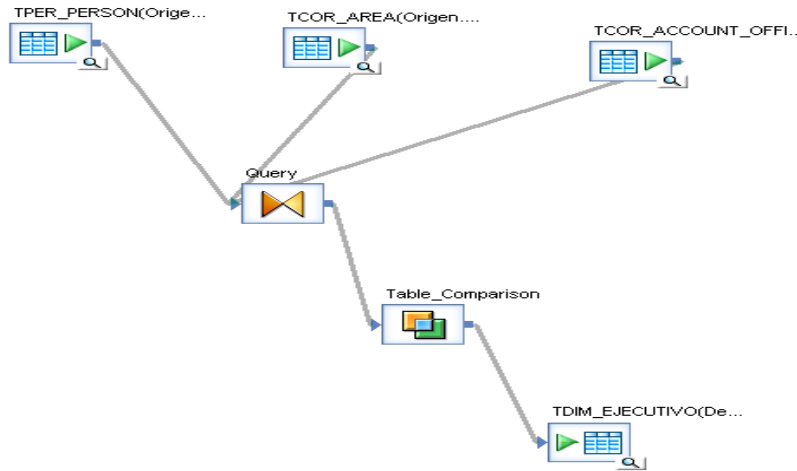 TPER_PERSON(Orige...
TCOR_AREA(Origen....
TCOR_ACCOUNT_OFFI...
Query
Table_Comparison
TDIM_EJECUTIVO(De...